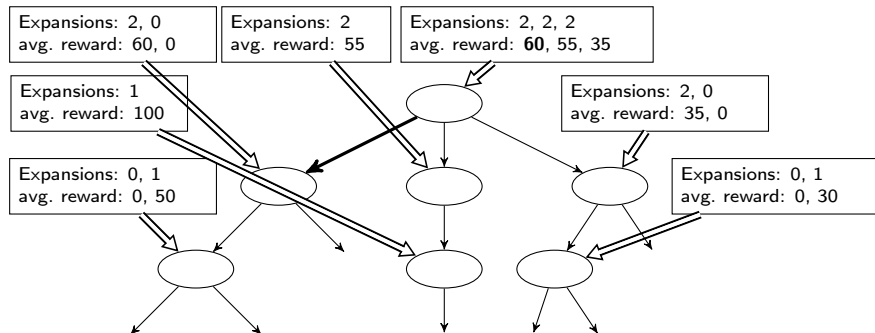 Expansions: 2, 0
avg. reward: 60, 0
Expansions: 2
avg. reward: 55
Expansions: 2, 2, 2
avg. reward: 60, 55, 35
Expansions: 1
avg. reward: 100
Expansions: 2, 0
avg. reward: 35, 0
Expansions: 0, 1
avg. reward: 0, 50
Expansions: 0, 1
avg. reward: 0, 30